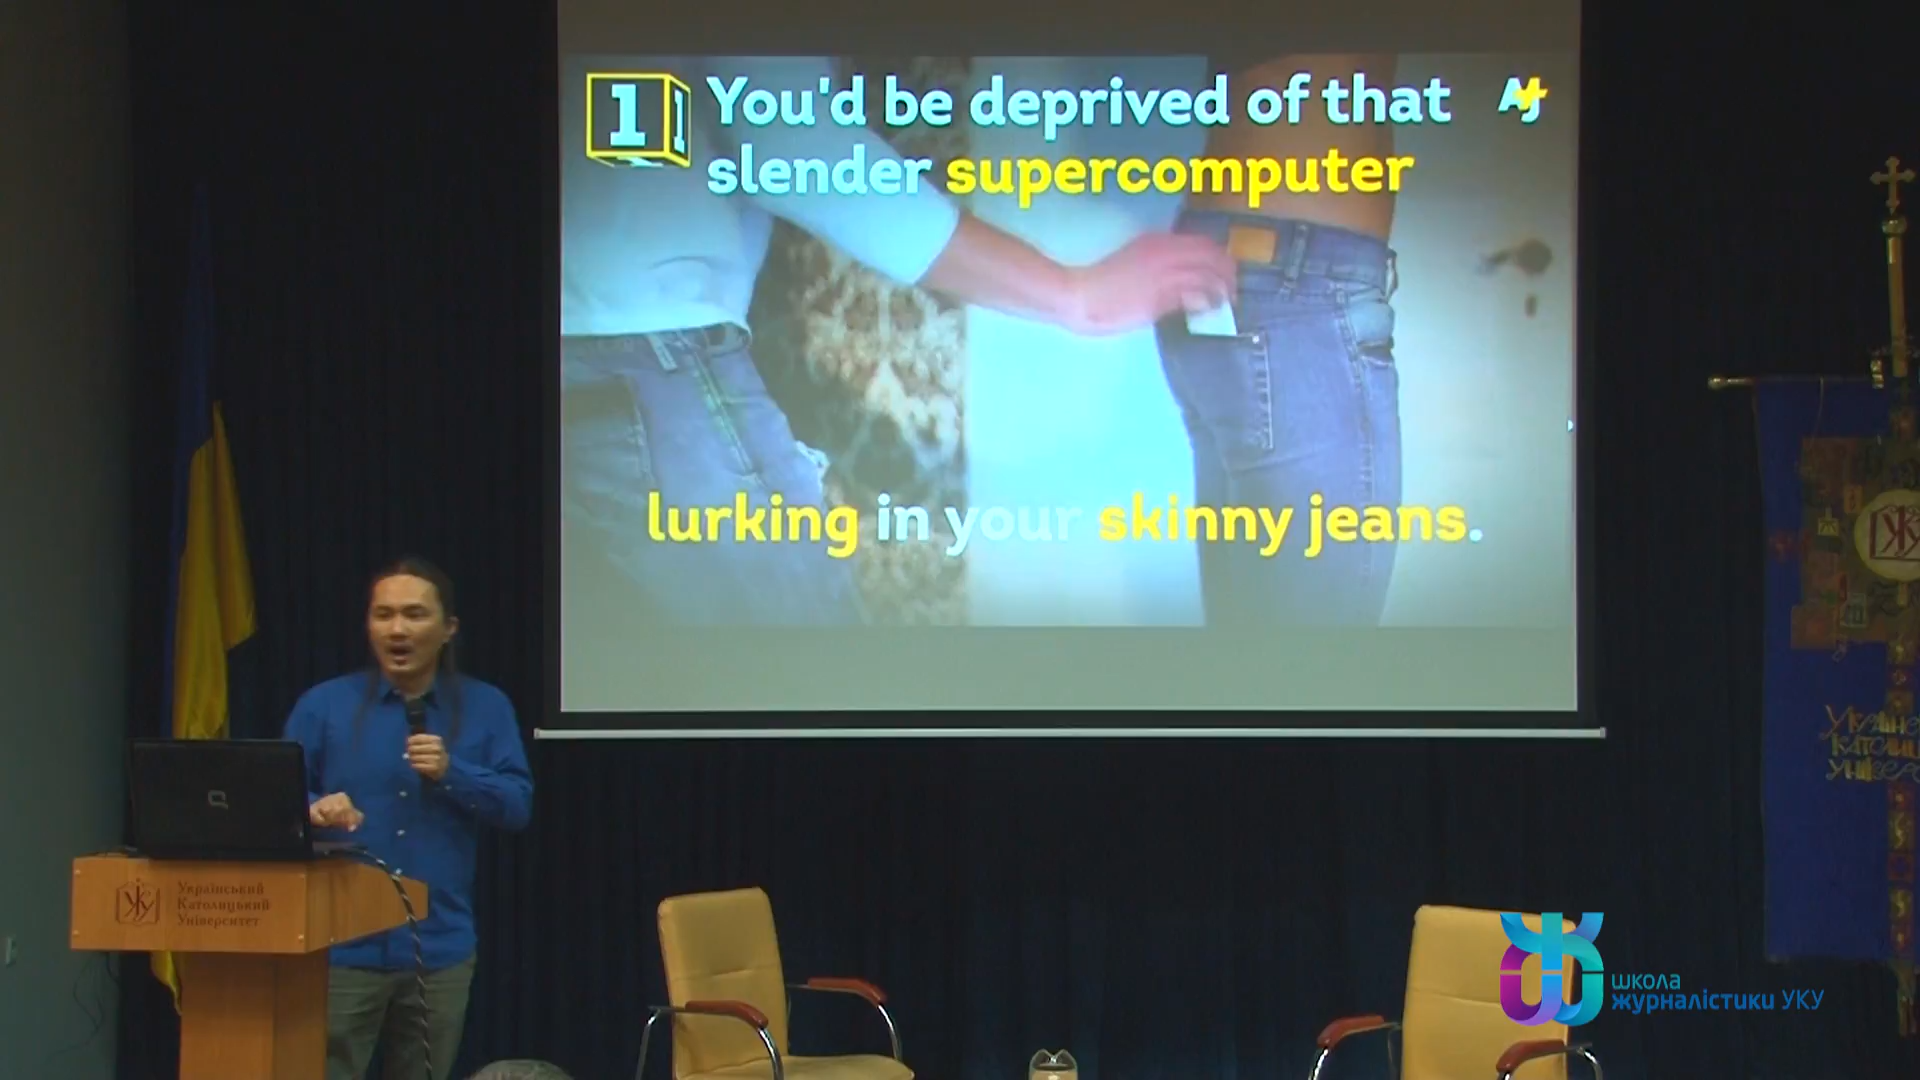 1
You'd be deprived of that
slender supercomputer
AJ+
lurking in your skinny jeans.
Український
Католицький
Університет
школа
журналістики УКУ